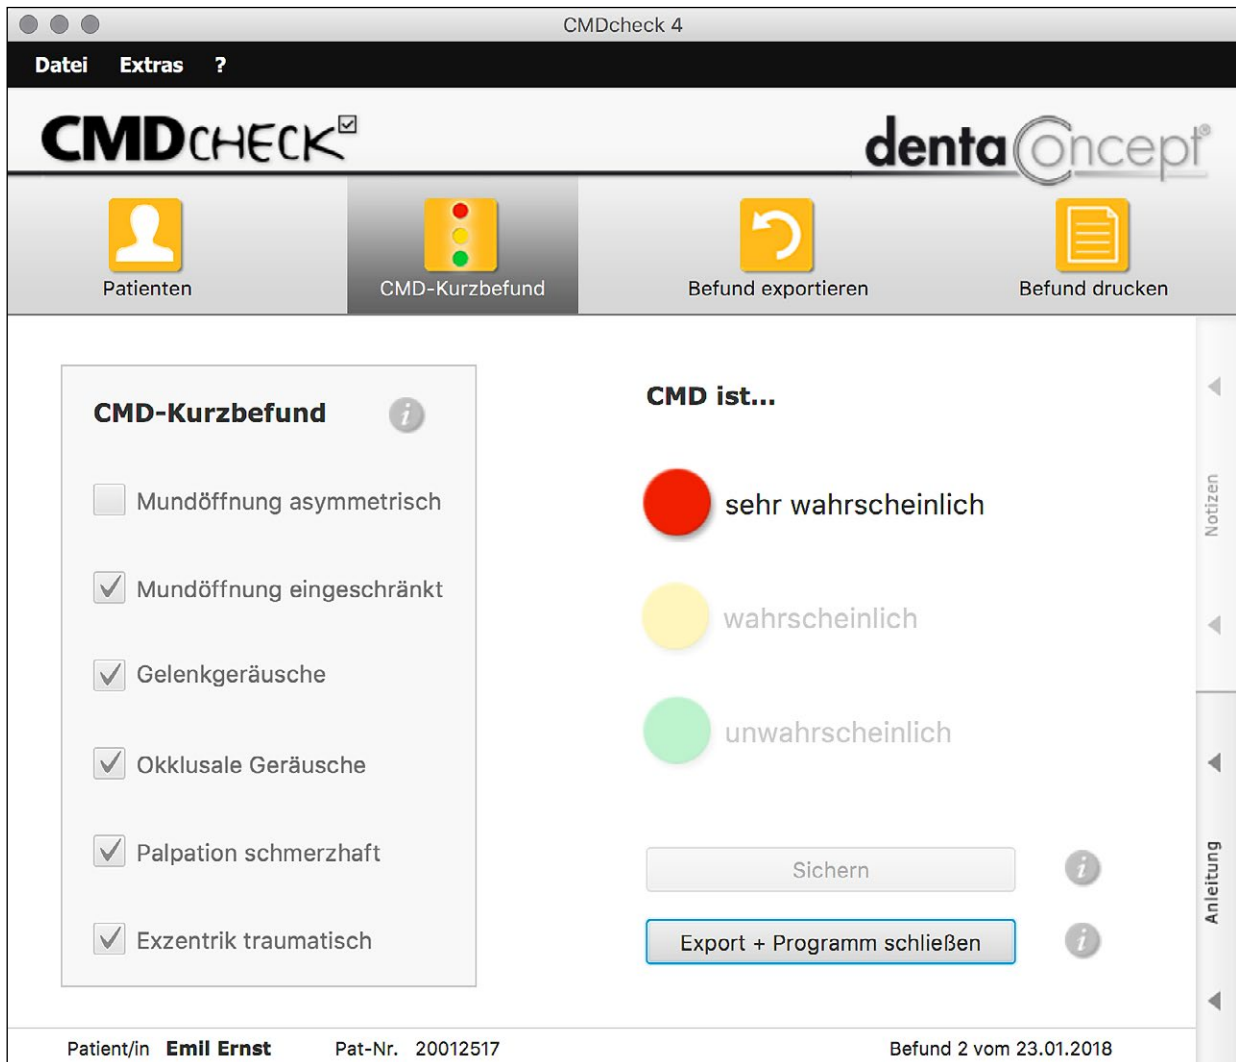 CMDcheck 4
Datei Extras ?
CMDCHECK
dentaConcept®
Patienten
CMD-Kurzbefund
Befund exportieren
Befund drucken
CMD-Kurzbefund
Mundöffnung asymmetrisch
Mundöffnung eingeschränkt
Gelenkgeräusche
Okklusale Geräusche
Palpation schmerzhaft
Exzentrik traumatisch
CMD ist...
sehr wahrscheinlich
wahrscheinlich
unwahrscheinlich
Sichern
Export + Programm schließen
Notizen
Anleitung
Patient/in Emil Ernst Pat-Nr. 20012517 Befund 2 vom 23.01.2018